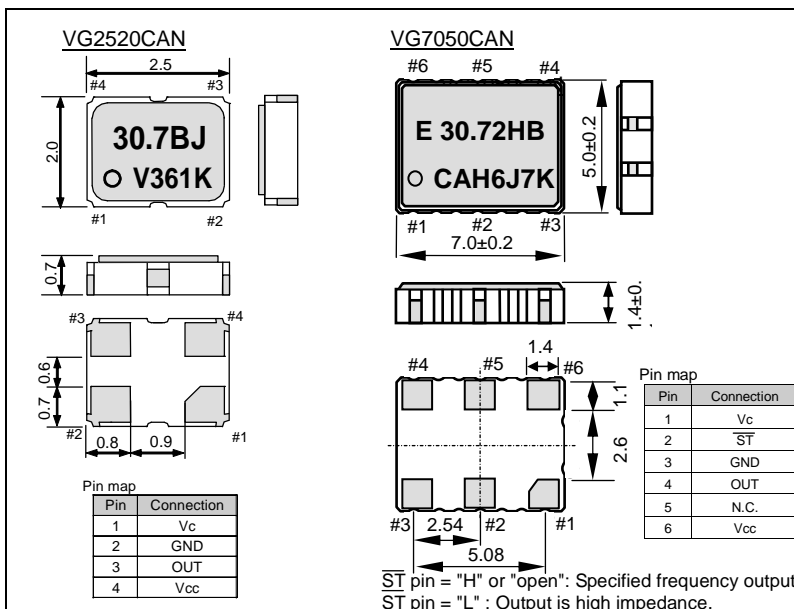 VG2520CAN
2.5
#4
#3
2.0
30.7BJ
V361K
#1
#2
0.7
#3
#4
0.6
0.7
#2
#1
0.8
0.9
Pin map
Pin Connection
1 Vc
2 GND
3 OUT
4 Vcc
VG7050CAN
#6
#5
#4
E 30.72HB
CAH6J7K
5.0±0.2
#1
#2
#3
7.0±0.2
1.4±0.
1.4
#4
#5
#6
1.1
2.6
#3
#2
#1
2.54
5.08
Pin map
Pin Connection
1 Vc
2 S̅T̅
3 GND
4 OUT
5 N.C.
6 Vcc
S̅T̅ pin = "H" or "open": Specified frequency output
S̅T̅ pin = "L" : Output is high impedance.